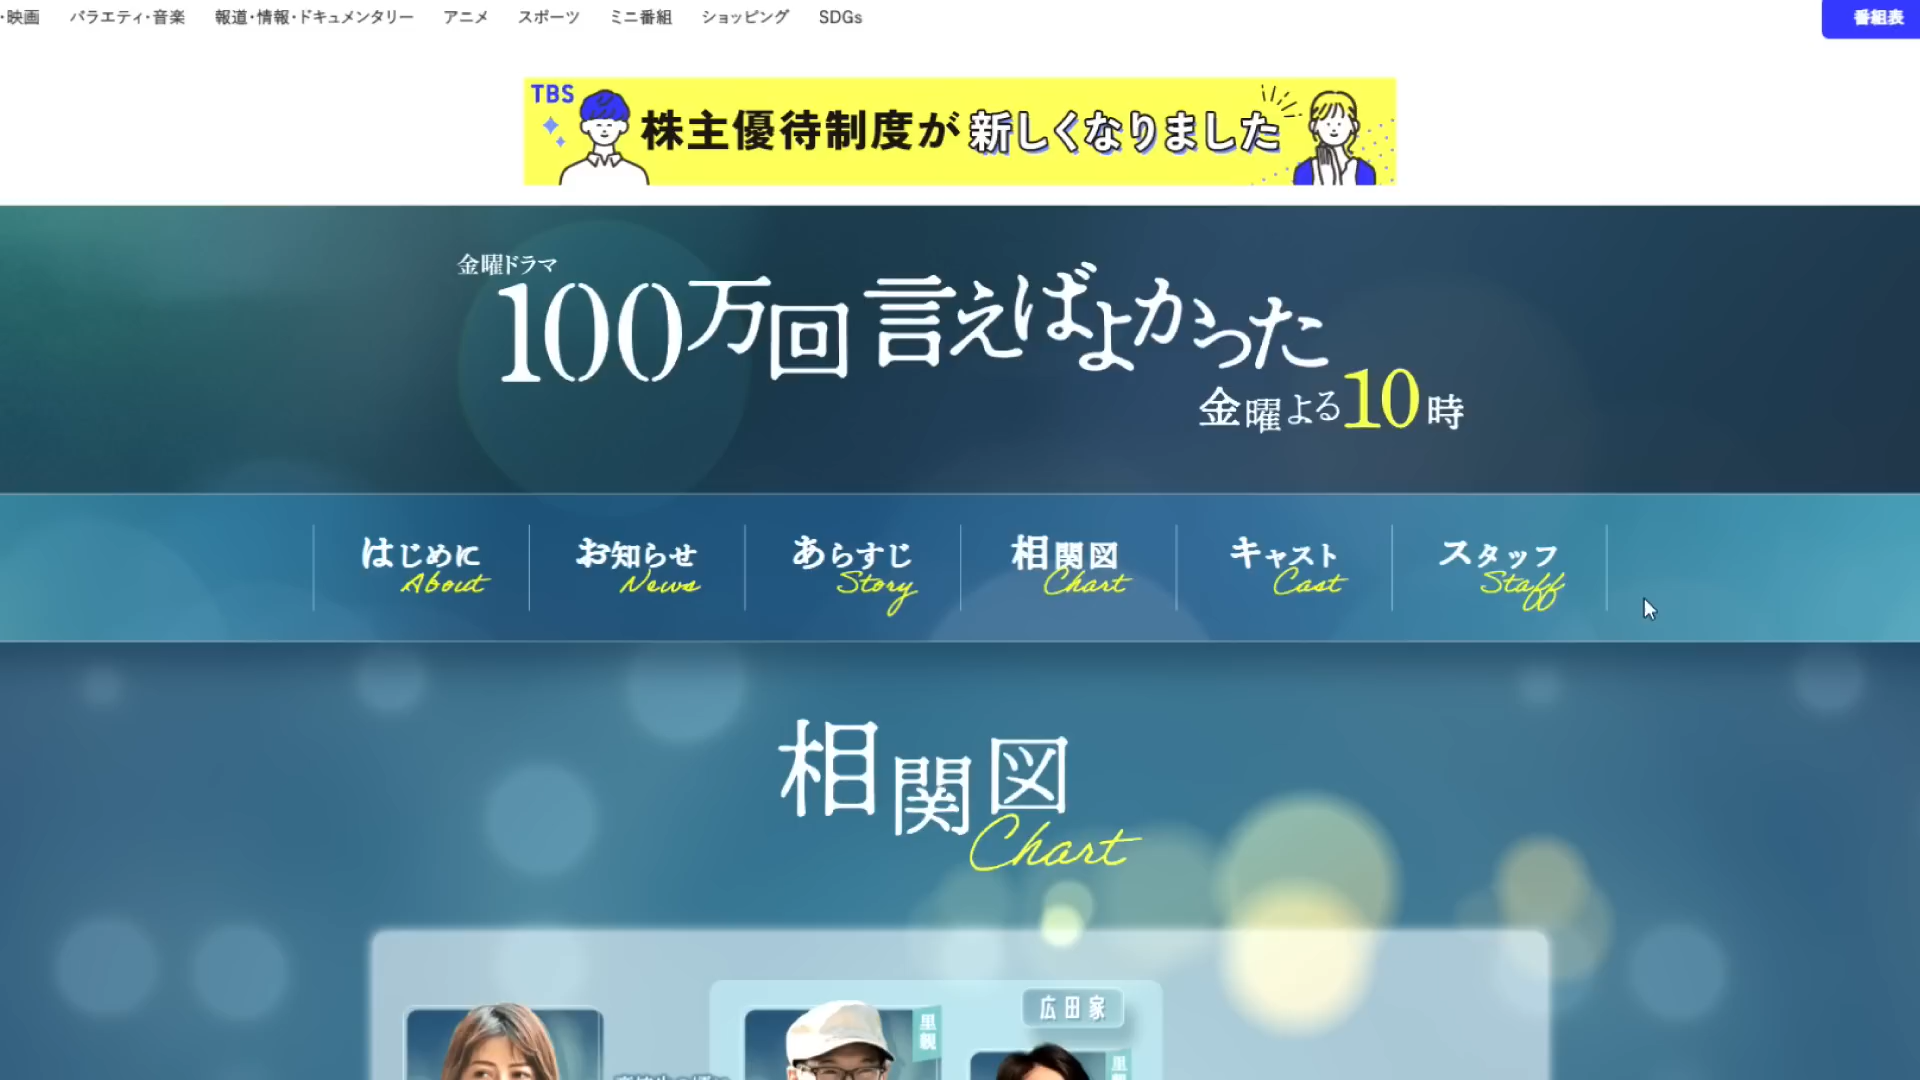 ・映画 バラエティ・音楽 報道・情報・ドキュメンタリー アニメ スポーツ ミニ番組 ショッピング SDGs 番組表
TBS
株主優待制度が新しくなりました
金曜ドラマ
100万回言えばよかった
金曜よる10時
はじめに お知らせ あらすじ 相関図 キャスト スタッフ
About News Story Chart Cast Staff
相関図
Chart
広田家
里親
里